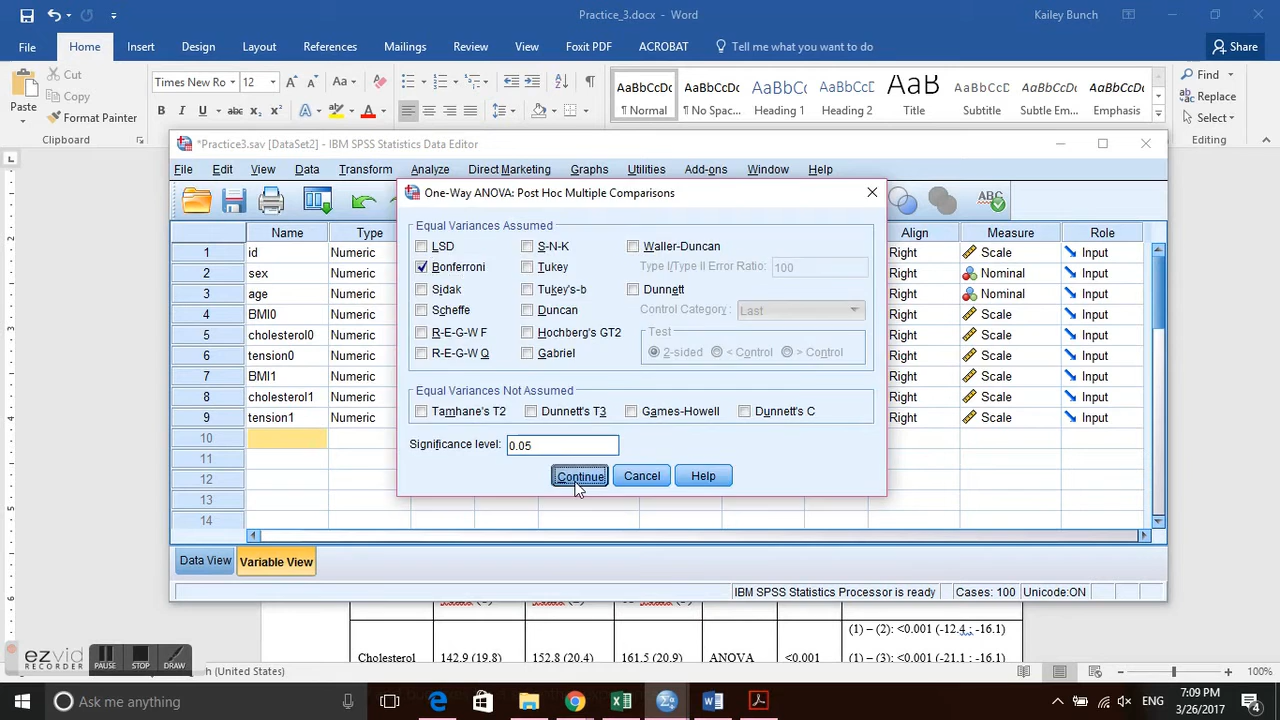 Practice_3.docx - Word
Kailey Bunch
File Home Insert Design Layout References Mailings Review View Foxit PDF ACROBAT Tell me what you want to do Share
Paste
Cut
Copy
Format Painter
Clipboard
Times New Ro 12
Aa
B I U abc
AaBbCcDc AaBbCcDc AaBbC AaBbCc AaB AaBbCcD AaBbCcDc
¶ Normal ¶ No Spac... Heading 1 Heading 2 Title Subtitle Emphasis
Find
Replace
Select
Editing
*Practice3.sav [DataSet2] - IBM SPSS Statistics Data Editor
File Edit View Data Transform Analyze Direct Marketing Graphs Utilities Add-ons Window Help
ABC
Name Type Align Measure Role
1 id Numeric Right Scale Input
2 sex Numeric Right Nominal Input
3 age Numeric Right Nominal Input
4 BMI0 Numeric Right Scale Input
5 cholesterol0 Numeric Right Scale Input
6 tension0 Numeric Right Scale Input
7 BMI1 Numeric Right Scale Input
8 cholesterol1 Numeric Right Scale Input
9 tension1 Numeric Right Scale Input
10
11
12
13
14
One-Way ANOVA: Post Hoc Multiple Comparisons
Equal Variances Assumed
LSD S-N-K Waller-Duncan
Bonferroni Tukey Type I/Type II Error Ratio: 100
Sidak Tukey's-b Dunnett
Scheffe Duncan Control Category: Last
R-E-G-W F Hochberg's GT2 Test
R-E-G-W Q Gabriel 2-sided < Control > Control
Equal Variances Not Assumed
Tamhane's T2 Dunnett's T3 Games-Howell Dunnett's C
Significance level: 0.05
Continue Cancel Help
Data View Variable View
IBM SPSS Statistics Processor is ready Cases: 100 Unicode:ON
(1) – (2): <0.001 (-12.4 ; -16.1)
Cholesterol 142.9 (19.8) 152.8 (20.4) 161.5 (20.9) ANOVA <0.001 (1) – (3): <0.001 (-21.1 ; -16.1)
ezvid
RECORDER
PAUSE STOP DRAW
(United States)
100%
Ask me anything
ENG
7:09 PM
3/26/2017
4